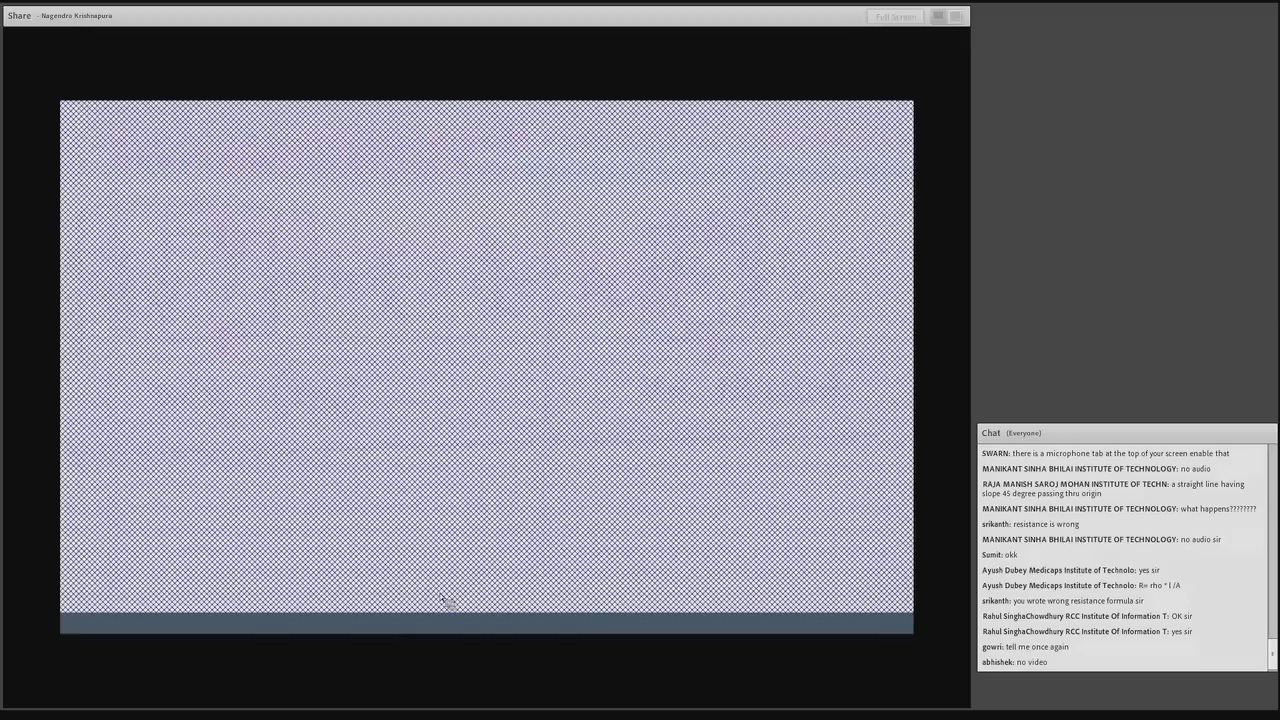 Share - Nagendra Krishnapura
Full Screen
Chat (Everyone)
SWARN: there is a microphone tab at the top of your screen enable that
MANIKANT SINHA BHILAI INSTITUTE OF TECHNOLOGY: no audio
RAJA MANISH SAROJ MOHAN INSTITUTE OF TECHN: a straight line having
slope 45 degree passing thru origin
MANIKANT SINHA BHILAI INSTITUTE OF TECHNOLOGY: what happens????????
srikanth: resistance is wrong
MANIKANT SINHA BHILAI INSTITUTE OF TECHNOLOGY: no audio sir
Sumit: okk
Ayush Dubey Medicaps Institute of Technolo: yes sir
Ayush Dubey Medicaps Institute of Technolo: R= rho * l /A
srikanth: you wrote wrong resistance formula sir
Rahul SinghaChowdhury RCC Institute Of Information T: OK sir
Rahul SinghaChowdhury RCC Institute Of Information T: yes sir
gowri: tell me once again
abhishek: no video